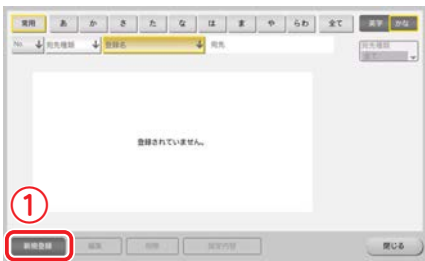 常用 あ か さ た な は ま や らわ 全て 英字 かな
No. 宛先種類 登録名 宛先 宛先種類
全て
登録されていません。
①
新規登録 編集 削除 設定内容 閉じる